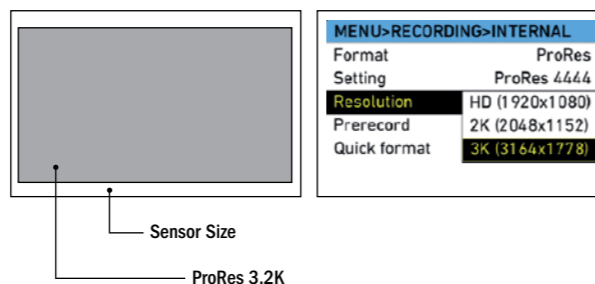 MENU>RECORDING>INTERNAL
Format ProRes
Setting ProRes 4444
Resolution HD (1920x1080)
Prerecord 2K (2048x1152)
Quick format 3K (3164x1778)
Sensor Size
ProRes 3.2K